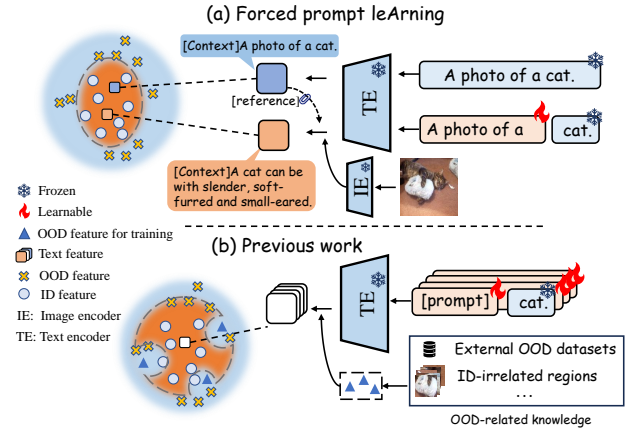 (a) Forced prompt leArning
[Context]A photo of a cat.
[reference]
TE
A photo of a cat.
A photo of a
cat.
[Context]A cat can be
with slender, soft-
furred and small-eared.
IE
Frozen
Learnable
OOD feature for training
Text feature
OOD feature
ID feature
IE: Image encoder
TE: Text encoder
(b) Previous work
TE
[prompt]
cat.
External OOD datasets
ID-irrelated regions
...
OOD-related knowledge